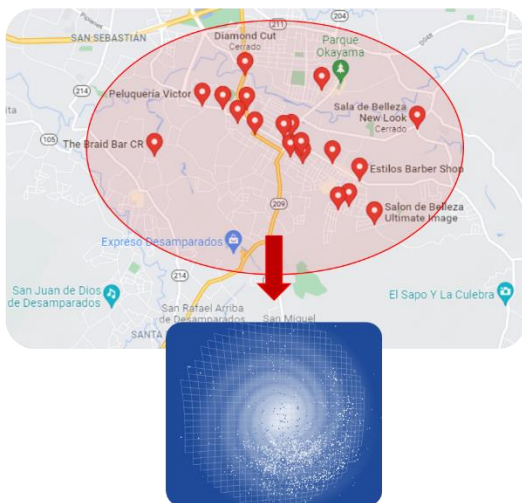 211
204
Diamond Cut
Cerrado
SAN SEBASTIÁN
Parque
Okayama
214
Peluquería Victor
Sala de Belleza
New Look
Cerrado
105
The Braid Bar CR
Estilos Barber Shop
209
Salon de Belleza
Ultimate Image
Expreso Desamparados
214
San Juan de Dios
de Desamparados
El Sapo Y La Culebra
San Rafael Arriba
de Desamparados
San Miguel
214
SANTA